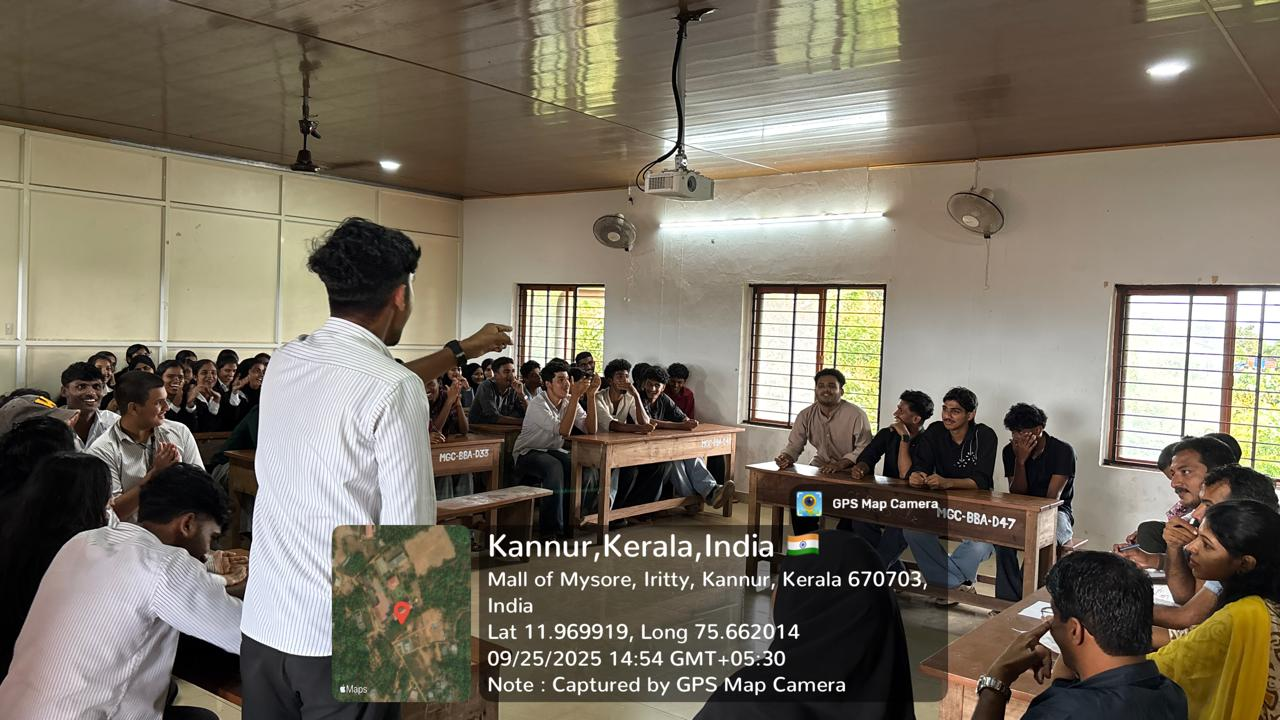 MGC-BBA-D33
MGC-BBA-D47
GPS Map Camera
Kannur,Kerala,India 🇮🇳
Mall of Mysore, Iritty, Kannur, Kerala 670703,
India
Lat 11.969919, Long 75.662014
09/25/2025 14:54 GMT+05:30
Note : Captured by GPS Map Camera
Maps